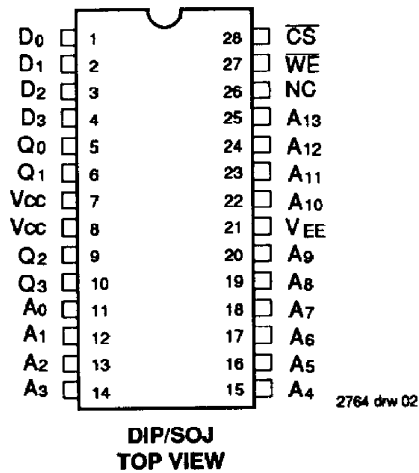 D0 1 28 CS
D1 2 27 WE
D2 3 26 NC
D3 4 25 A13
Q0 5 24 A12
Q1 6 23 A11
VCC 7 22 A10
VCC 8 21 VEE
Q2 9 20 A9
Q3 10 19 A8
A0 11 18 A7
A1 12 17 A6
A2 13 16 A5
A3 14 15 A4
2764 drw 02
DIP/SOJ
TOP VIEW